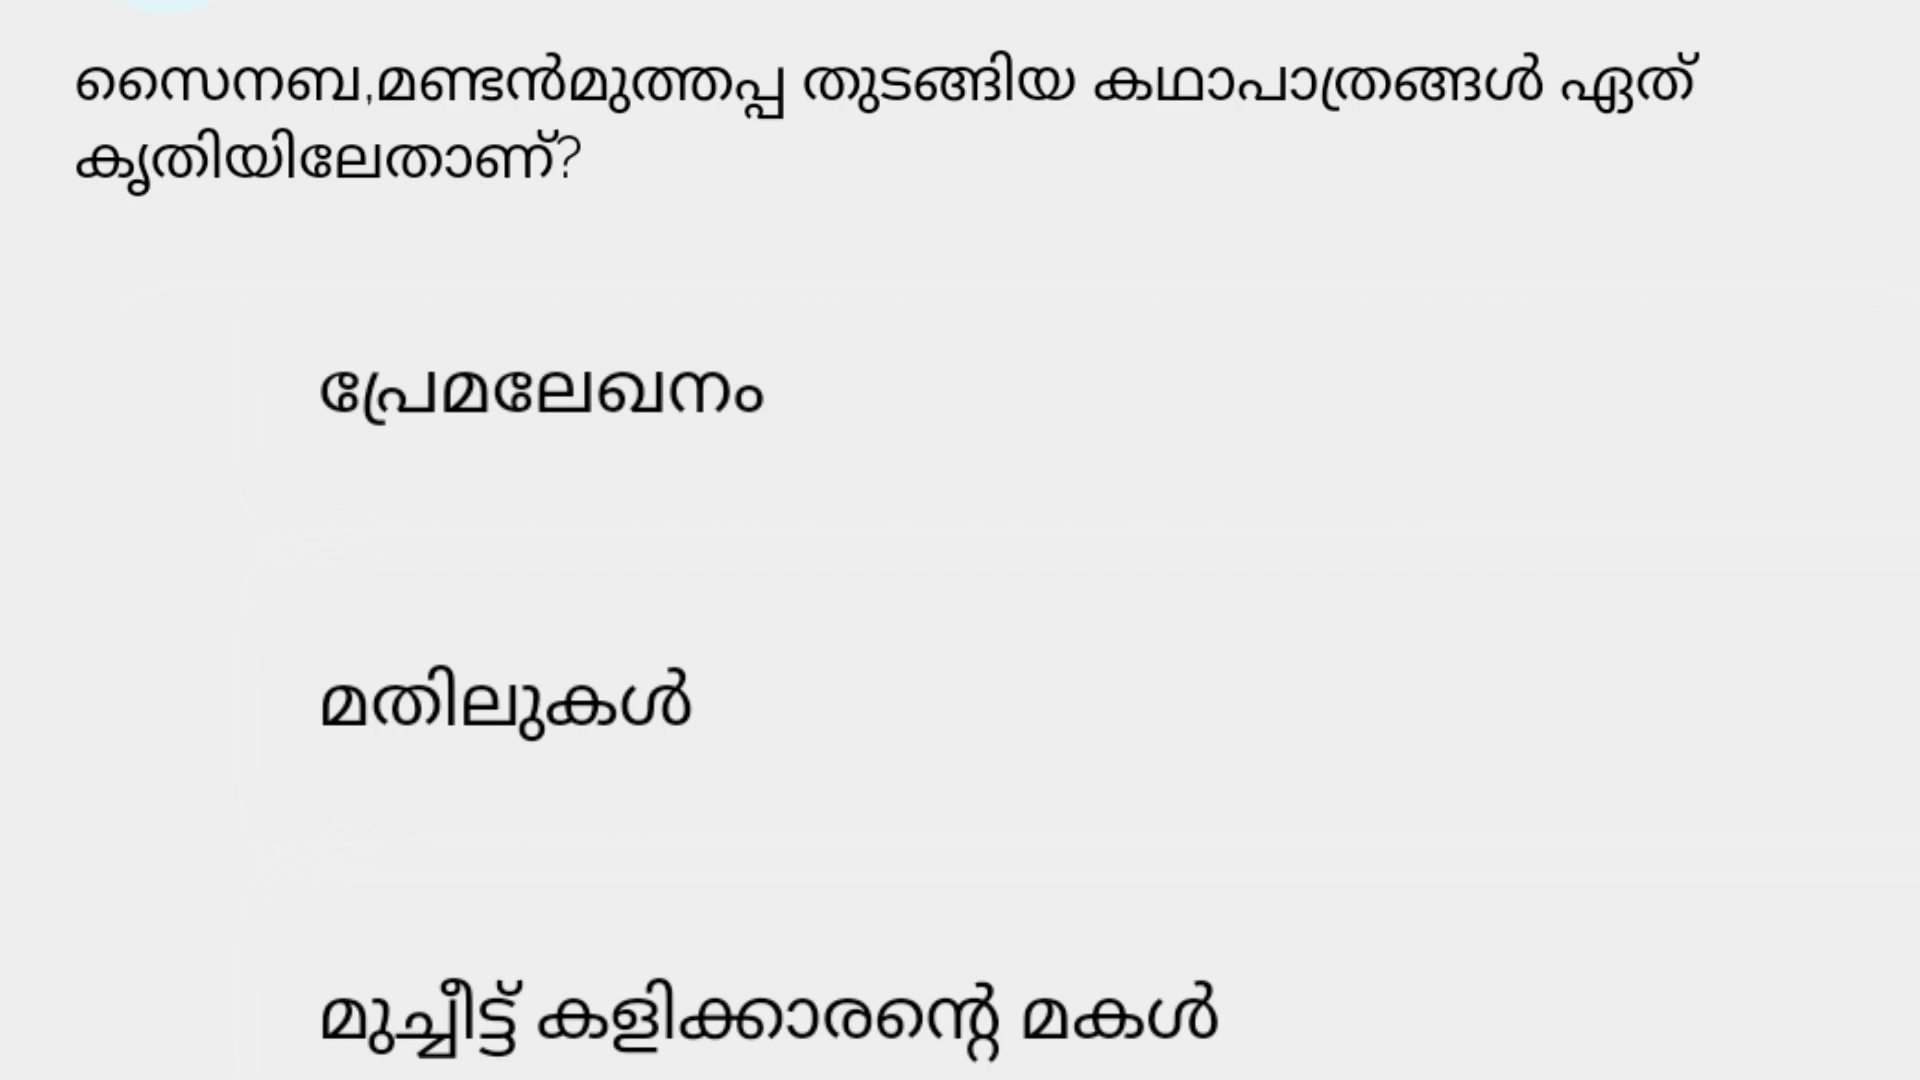 സൈനബ,മണ്ടൻമുത്തപ്പ തുടങ്ങിയ കഥാപാത്രങ്ങൾ ഏത്
കൃതിയിലേതാണ്?
പ്രേമലേഖനം
മതിലുകൾ
മുച്ചീട്ട് കളിക്കാരന്റെ മകൾ